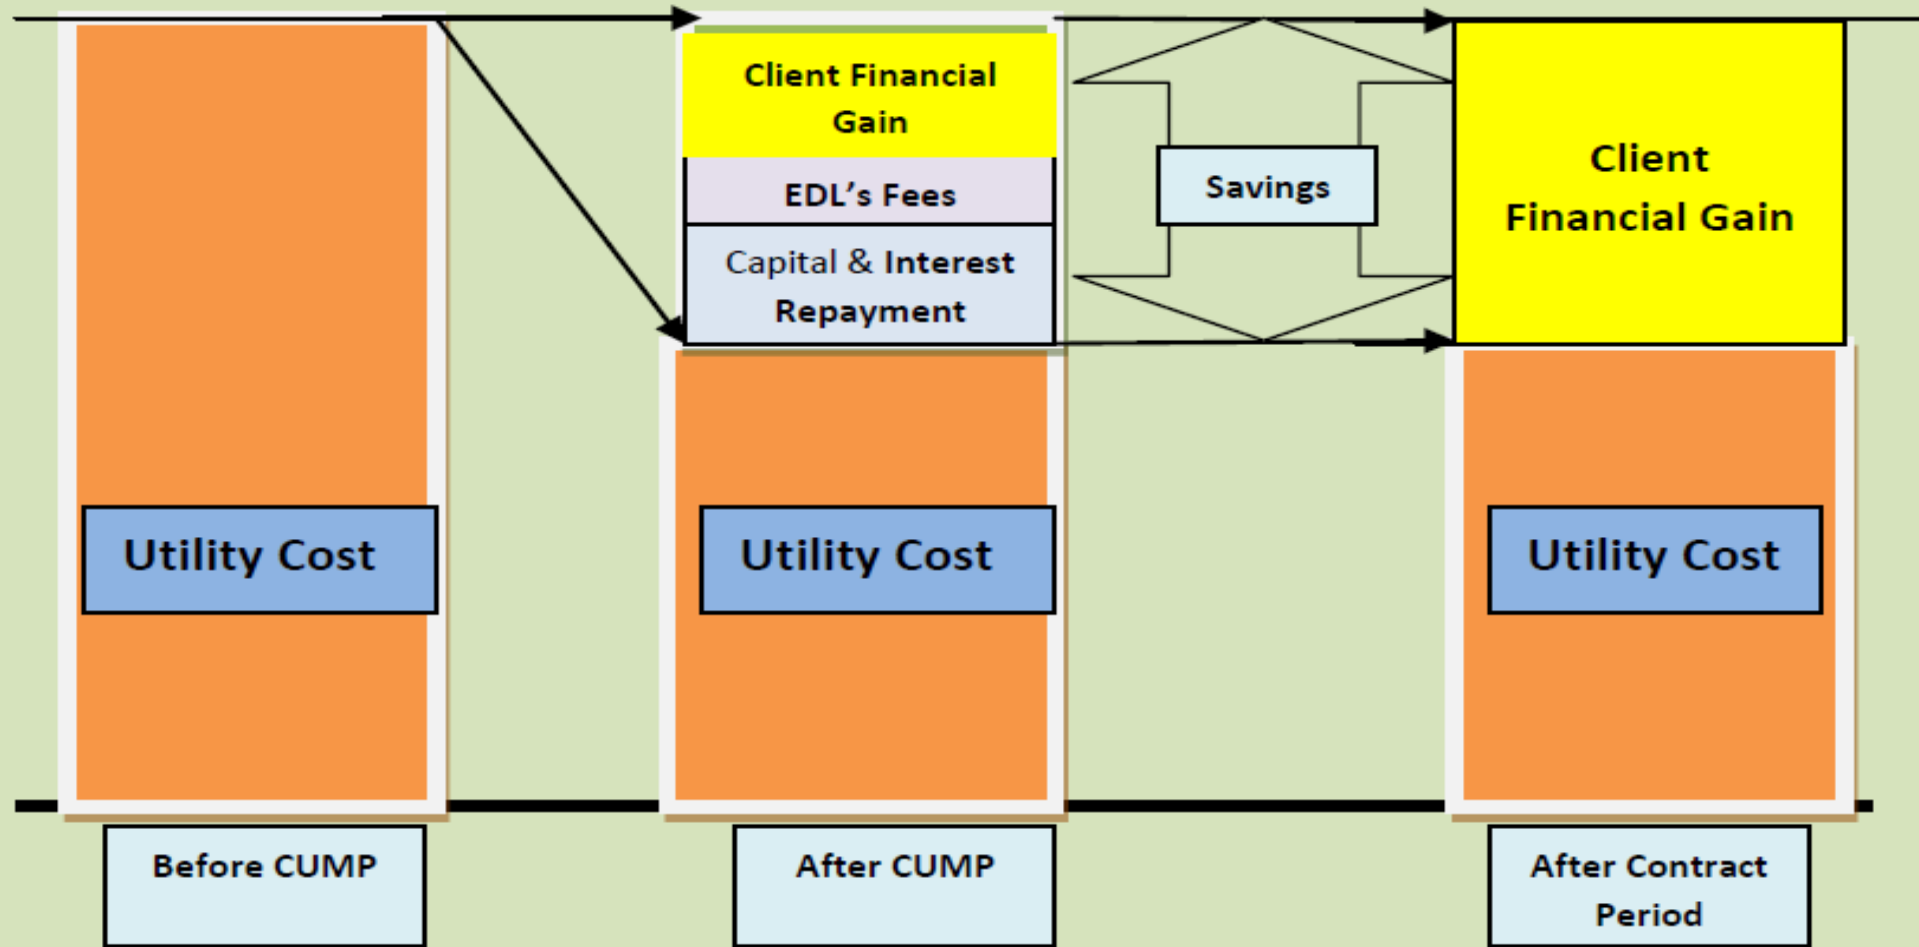 Client Financial
Gain
EDL's Fees
Capital & Interest
Repayment
Savings
Client
Financial Gain
Utility Cost
Utility Cost
Utility Cost
Before CUMP
After CUMP
After Contract
Period